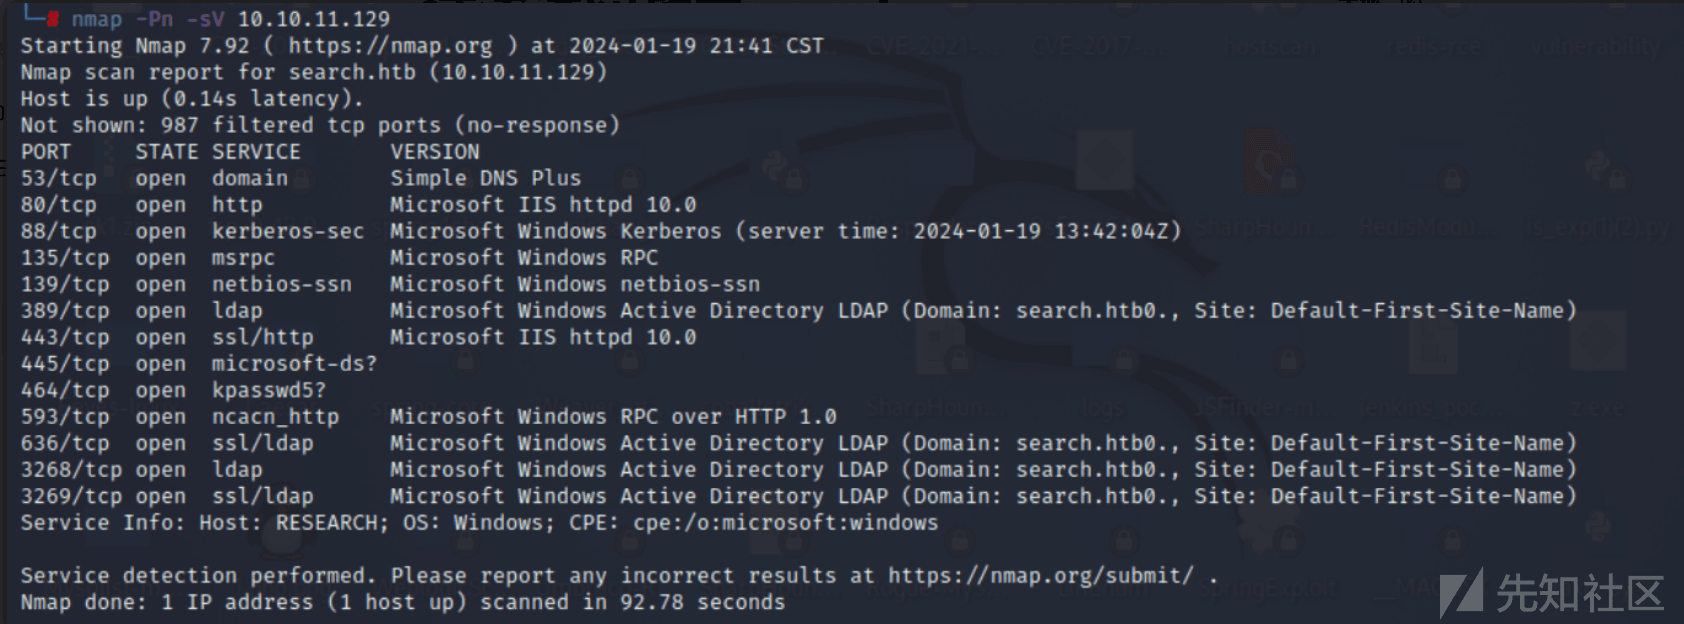 └─# nmap -Pn -sV 10.10.11.129
Starting Nmap 7.92 ( https://nmap.org ) at 2024-01-19 21:41 CST
Nmap scan report for search.htb (10.10.11.129)
Host is up (0.14s latency).
Not shown: 987 filtered tcp ports (no-response)
PORT     STATE SERVICE       VERSION
53/tcp   open  domain        Simple DNS Plus
80/tcp   open  http          Microsoft IIS httpd 10.0
88/tcp   open  kerberos-sec  Microsoft Windows Kerberos (server time: 2024-01-19 13:42:04Z)
135/tcp  open  msrpc         Microsoft Windows RPC
139/tcp  open  netbios-ssn   Microsoft Windows netbios-ssn
389/tcp  open  ldap          Microsoft Windows Active Directory LDAP (Domain: search.htb0., Site: Default-First-Site-Name)
443/tcp  open  ssl/http      Microsoft IIS httpd 10.0
445/tcp  open  microsoft-ds?
464/tcp  open  kpasswd5?
593/tcp  open  ncacn_http    Microsoft Windows RPC over HTTP 1.0
636/tcp  open  ssl/ldap      Microsoft Windows Active Directory LDAP (Domain: search.htb0., Site: Default-First-Site-Name)
3268/tcp open  ldap          Microsoft Windows Active Directory LDAP (Domain: search.htb0., Site: Default-First-Site-Name)
3269/tcp open  ssl/ldap      Microsoft Windows Active Directory LDAP (Domain: search.htb0., Site: Default-First-Site-Name)
Service Info: Host: RESEARCH; OS: Windows; CPE: cpe:/o:microsoft:windows
Service detection performed. Please report any incorrect results at https://nmap.org/submit/ .
Nmap done: 1 IP address (1 host up) scanned in 92.78 seconds
先知社区